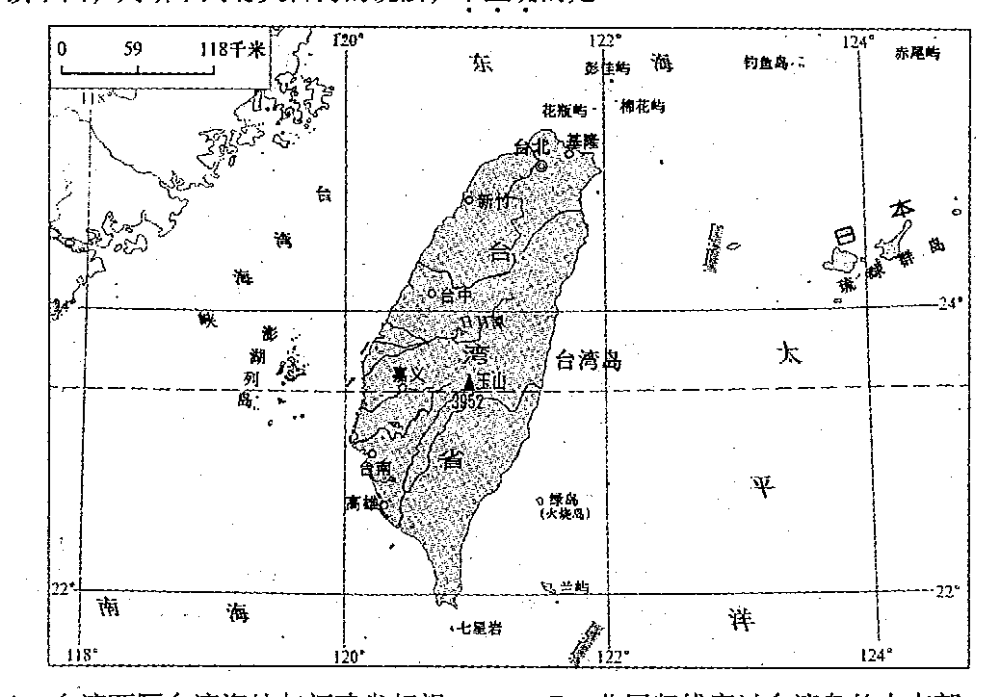 0 59 118千米
120° 122° 124°
118°
东 海
彭佳屿
钓鱼岛
赤尾屿
花瓶屿
棉花屿
基隆
台北
新竹
台湾海峡
日本
琉球群岛
台中
24° 24°
日月潭
澎湖列岛
嘉义
玉山
3952
台湾岛
台湾省
台南
高雄
绿岛
(火烧岛)
兰屿
太平洋
22° 22°
南 海
七星岩
118° 120° 122° 124°